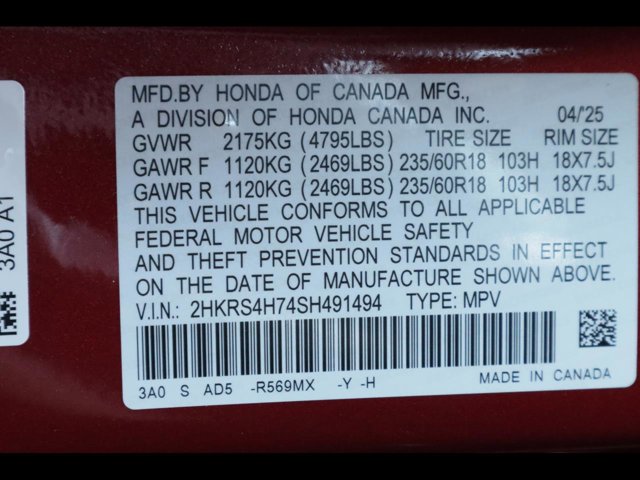 MFD.BY HONDA OF CANADA MFG.,
A DIVISION OF HONDA CANADA INC. 04/'25
GVWR 2175KG (4795LBS) TIRE SIZE RIM SIZE
GAWR F 1120KG (2469LBS) 235/60R18 103H 18X7.5J
GAWR R 1120KG (2469LBS) 235/60R18 103H 18X7.5J
THIS VEHICLE CONFORMS TO ALL APPLICABLE
FEDERAL MOTOR VEHICLE SAFETY
AND THEFT PREVENTION STANDARDS IN EFFECT
ON THE DATE OF MANUFACTURE SHOWN ABOVE.
V.I.N.: 2HKRS4H74SH491494 TYPE: MPV
3A0 S AD5 -R569MX -Y -H MADE IN CANADA
3A0 A1